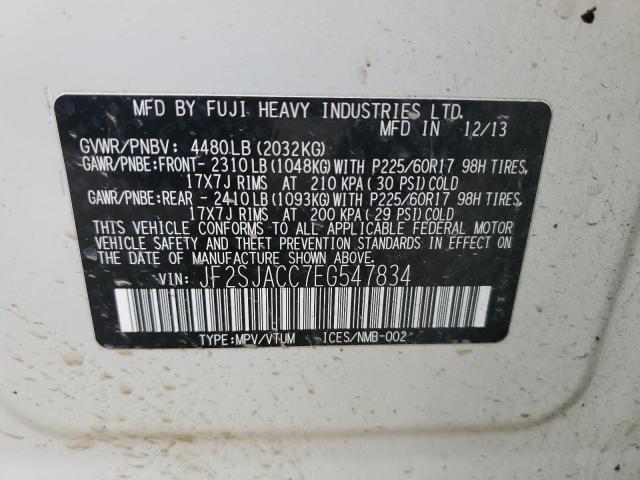 MFD BY FUJI HEAVY INDUSTRIES LTD.
MFD IN 12/13
GVWR/PNBV: 4480LB (2032KG)
GAWR/PNBE:FRONT- 2310LB (1048KG) WITH P225/60R17 98H TIRES,
17X7J RIMS AT 210 KPA (30 PSI) COLD
GAWR/PNBE:REAR - 2410LB (1093KG) WITH P225/60R17 98H TIRES,
17X7J RIMS AT 200 KPA (29 PSI) COLD
THIS VEHICLE CONFORMS TO ALL APPLICABLE FEDERAL MOTOR
VEHICLE SAFETY AND THEFT PREVENTION STANDARDS IN EFFECT ON
THE DATE OF MANUFACTURE SHOWN ABOVE.
VIN: JF2SJACC7EG547834
TYPE:MPV/VTUM ICES/NMB-002